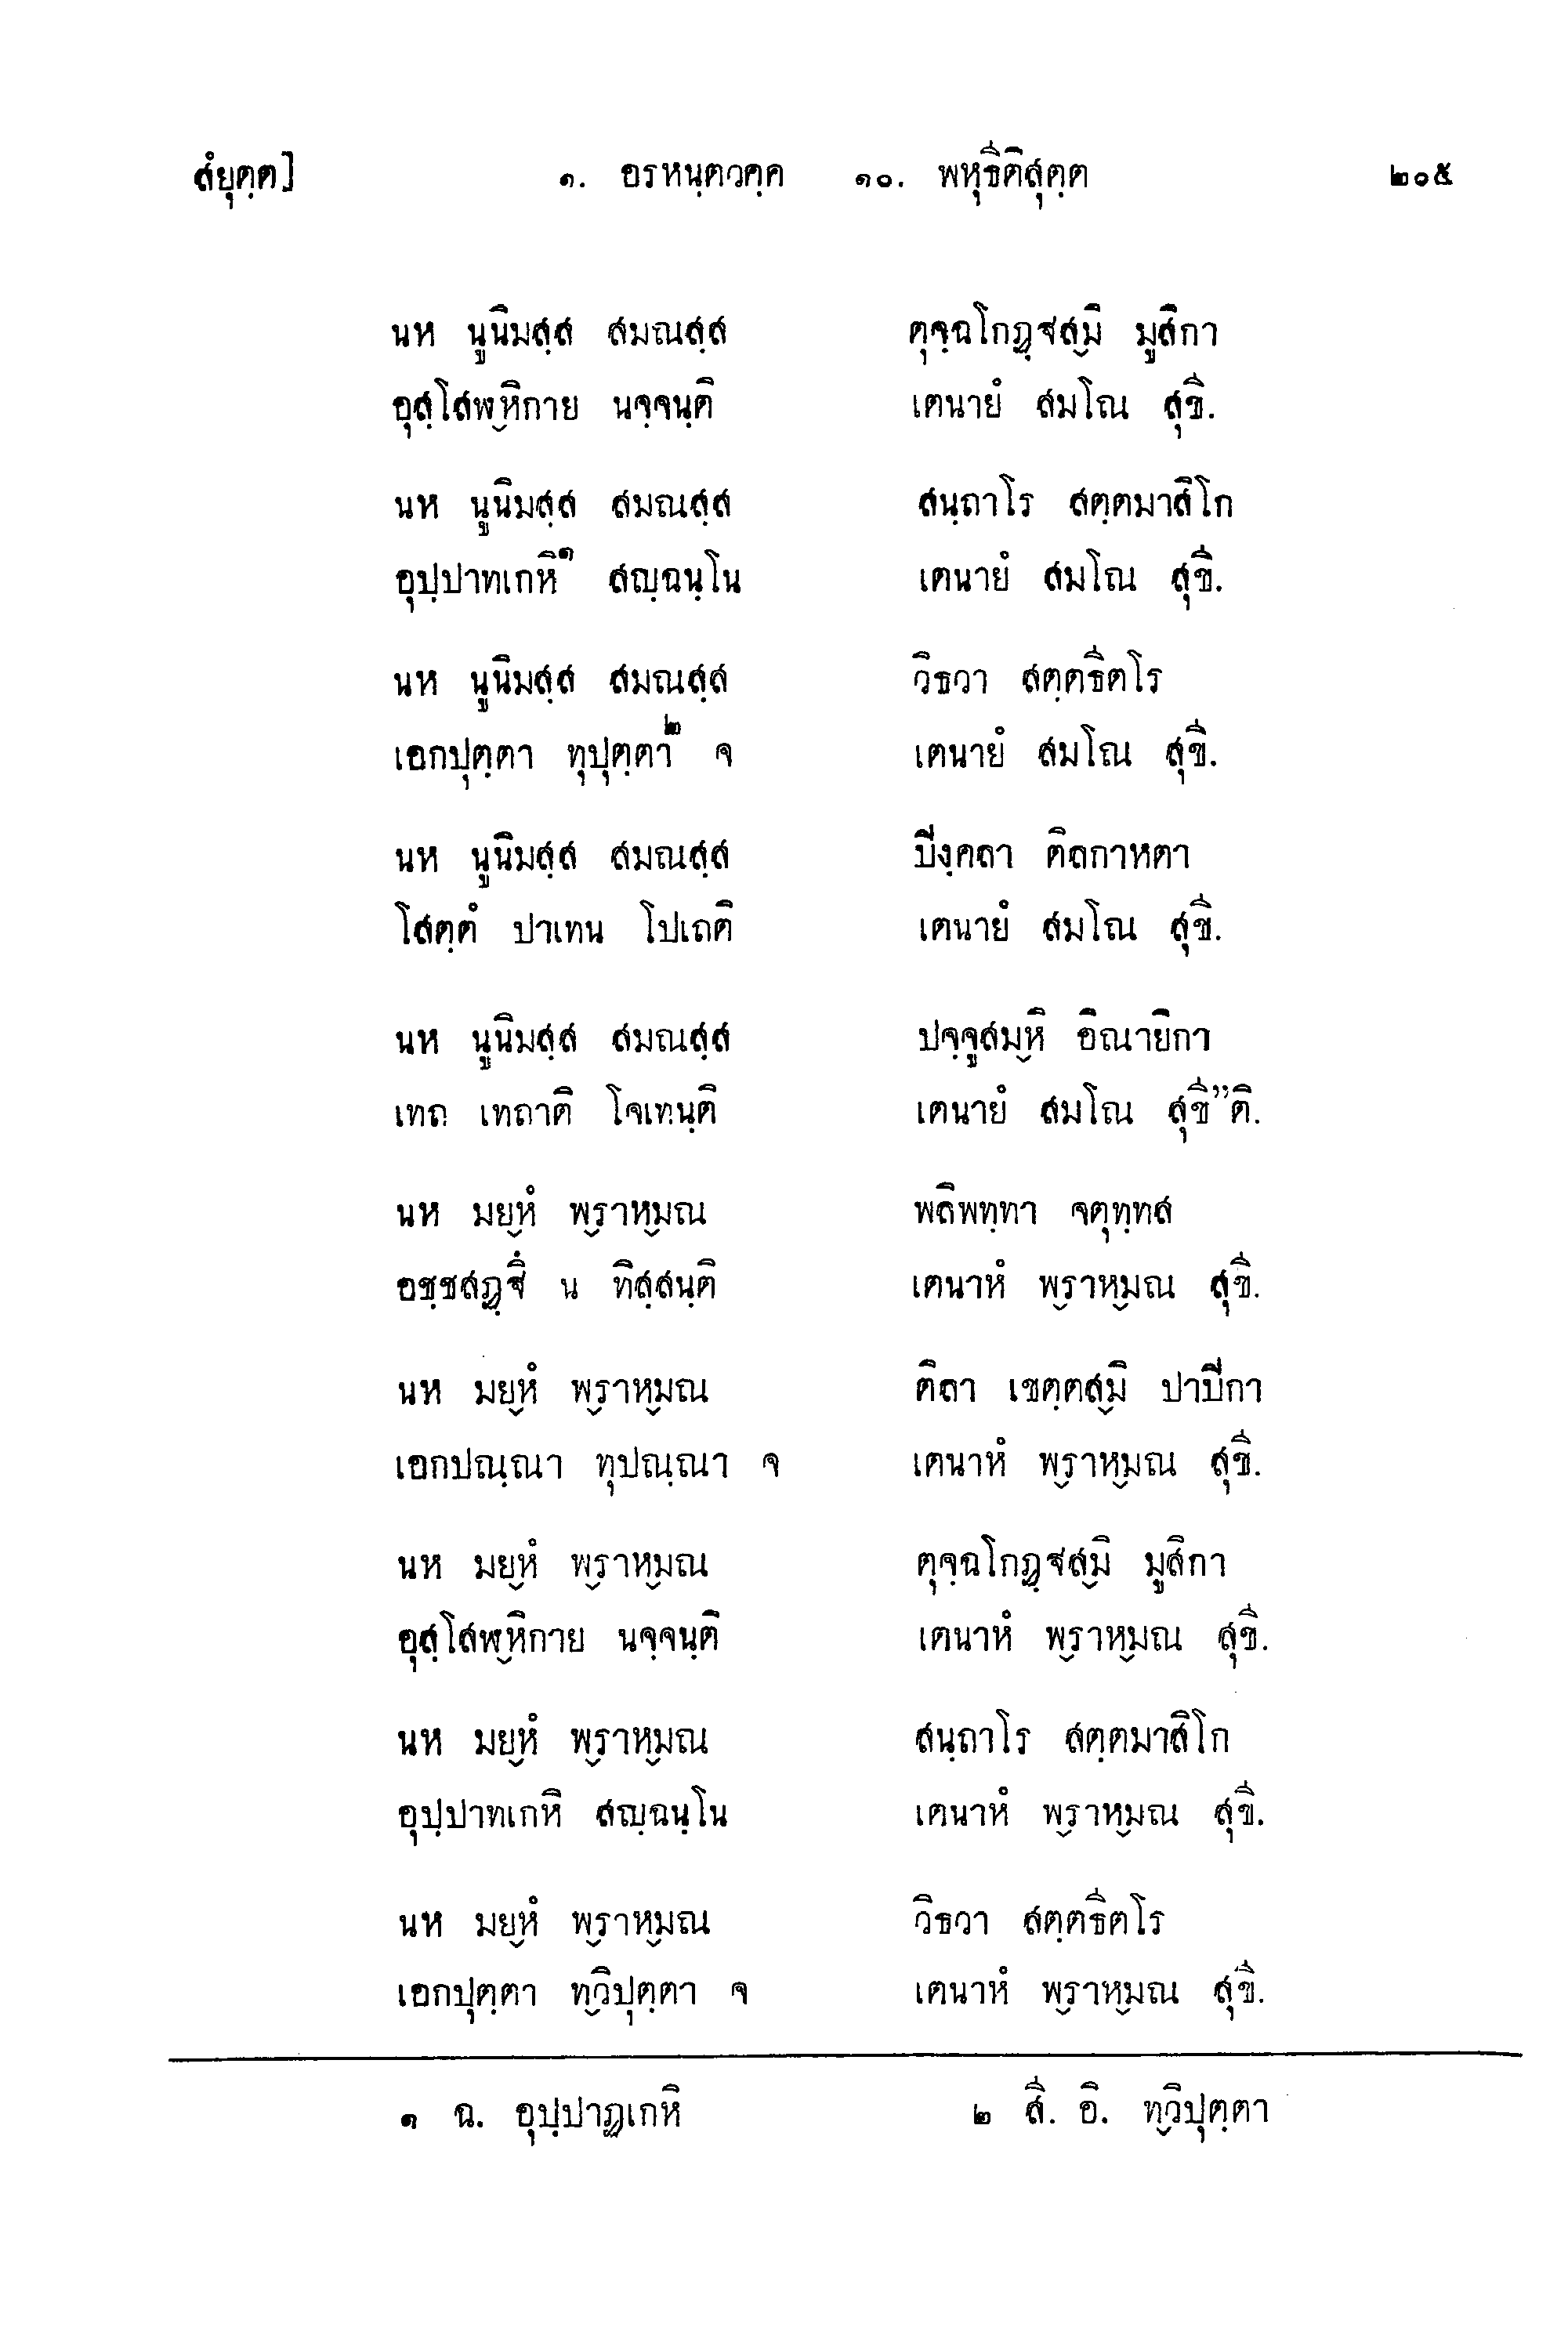 สํยุตฺต] ๑. อรหนฺตวคฺค ๑๐. พหุธิติสุตฺต ๒๐๕
นห นูนิมสฺส สมณสฺส ตุจฺฉโกฏฺฐสฺมิ มูสิกา
อุสฺโสพฺหิกาย นจฺจนฺติ เตนายํ สมโณ สุขี.
นห นูนิมสฺส สมณสฺส สนฺถาโร สตฺตมาสิโก
อุปฺปาทเกหิ๑ สญฺฉนฺโน เตนายํ สมโณ สุขี.
นห นูนิมสฺส สมณสฺส วิธวา สตฺตธีตโร
เอกปุตฺตา ทุปุตฺตา๒ จ เตนายํ สมโณ สุขี.
นห นูนิมสฺส สมณสฺส ปิงฺคลา ติลกาหตา
โสตฺตํ ปาเทน โปเถติ เตนายํ สมโณ สุขี.
นห นูนิมสฺส สมณสฺส ปจฺจูสมฺหิ อิณายิกา
เทถ เทถาติ โจเทนฺติ เตนายํ สมโณ สุขี”ติ.
นห มยฺหํ พฺราหฺมณ พลิพทฺทา จตุทฺทส
อชฺชสฏฺฐึ น ทิสฺสนฺติ เตนาหํ พฺราหฺมณ สุขี.
นห มยฺหํ พฺราหฺมณ ติลา เขตฺตสฺมิ ปาปิกา
เอกปณฺณา ทุปณฺณา จ เตนาหํ พฺราหฺมณ สุขี.
นห มยฺหํ พฺราหฺมณ ตุจฺฉโกฏฺฐสฺมิ มูสิกา
อุสฺโสพฺหิกาย นจฺจนฺติ เตนาหํ พฺราหฺมณ สุขี.
นห มยฺหํ พฺราหฺมณ สนฺถาโร สตฺตมาสิโก
อุปฺปาทเกหิ สญฺฉนฺโน เตนาหํ พฺราหฺมณ สุขี.
นห มยฺหํ พฺราหฺมณ วิธวา สตฺตธีตโร
เอกปุตฺตา ทฺวิปุตฺตา จ เตนาหํ พฺราหฺมณ สุขี.
๑ ฉ. อุปฺปาฏเกหิ ๒ สี. อิ. ทฺวิปุตฺตา